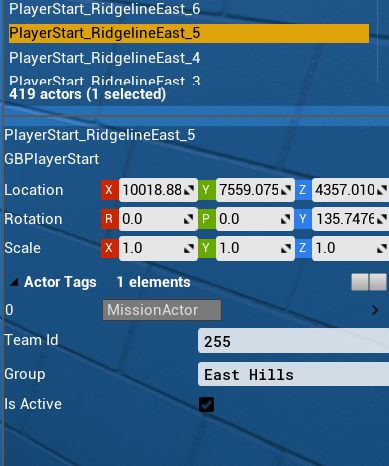 PlayerStart_RidgelineEast_6
PlayerStart_RidgelineEast_5
PlayerStart_RidgelineEast_4
PlayerStart_RidgelineEast_3
419 actors (1 selected)
PlayerStart_RidgelineEast_5
GBPlayerStart
Location X 10018.88 Y 7559.075 Z 4357.010
Rotation R 0.0 P 0.0 Y 135.7476
Scale X 1.0 Y 1.0 Z 1.0
Actor Tags 1 elements
0 MissionActor
Team Id 255
Group East Hills
Is Active